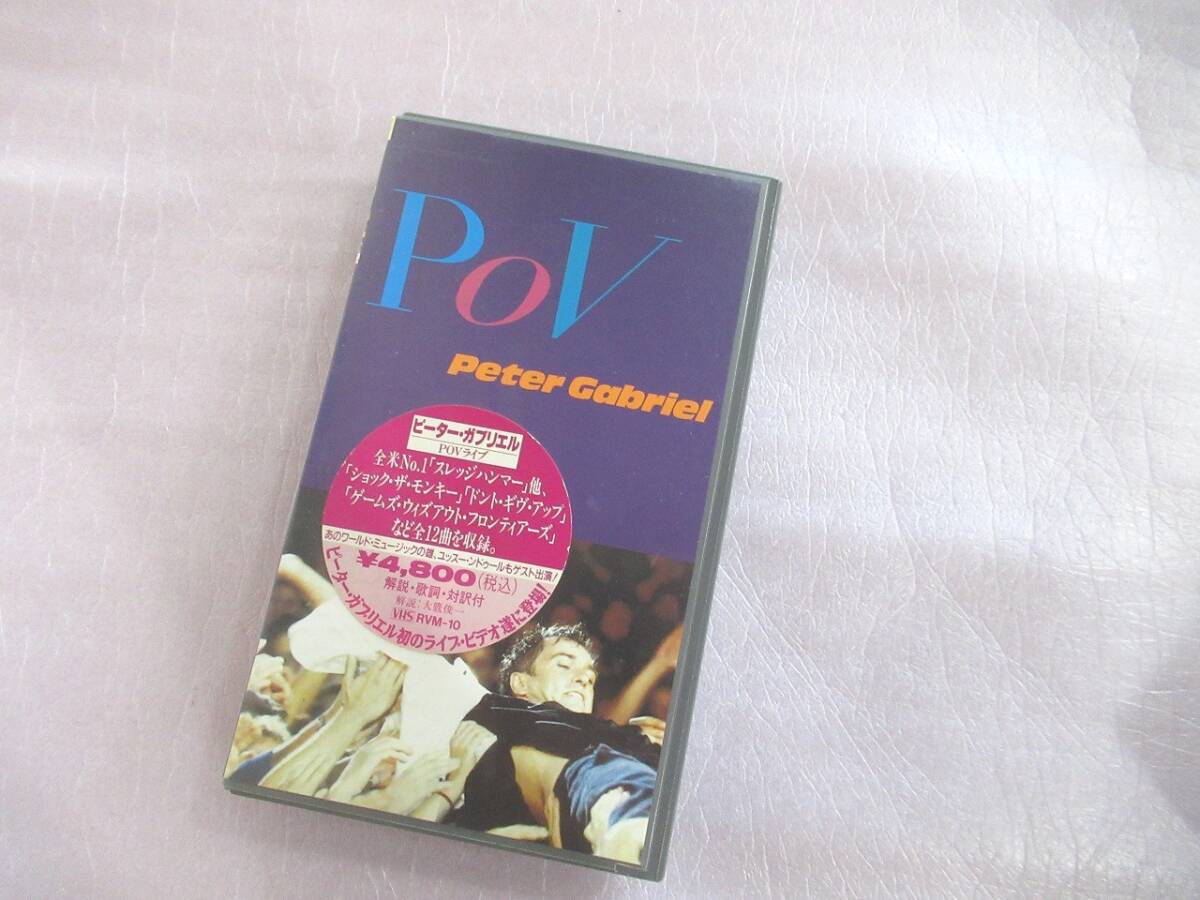 PoV
Peter Gabriel
ピーター・ガブリエル
POVライブ
全米No.1「スレッジハンマー」他、
「ショック・ザ・モンキー」「ドント・ギヴ・アップ」
「ゲームズ・ウィズアウト・フロンティアーズ」
など全12曲を収録。
あのワールド・ミュージックの雄、ユッスー・ンドゥールもゲスト出演!
¥4,800(税込)
解説・歌詞・対訳付
解説:大鷹俊一
VHS RVM-10
ピーター・ガブリエル初のライブ・ビデオ遂に登場!